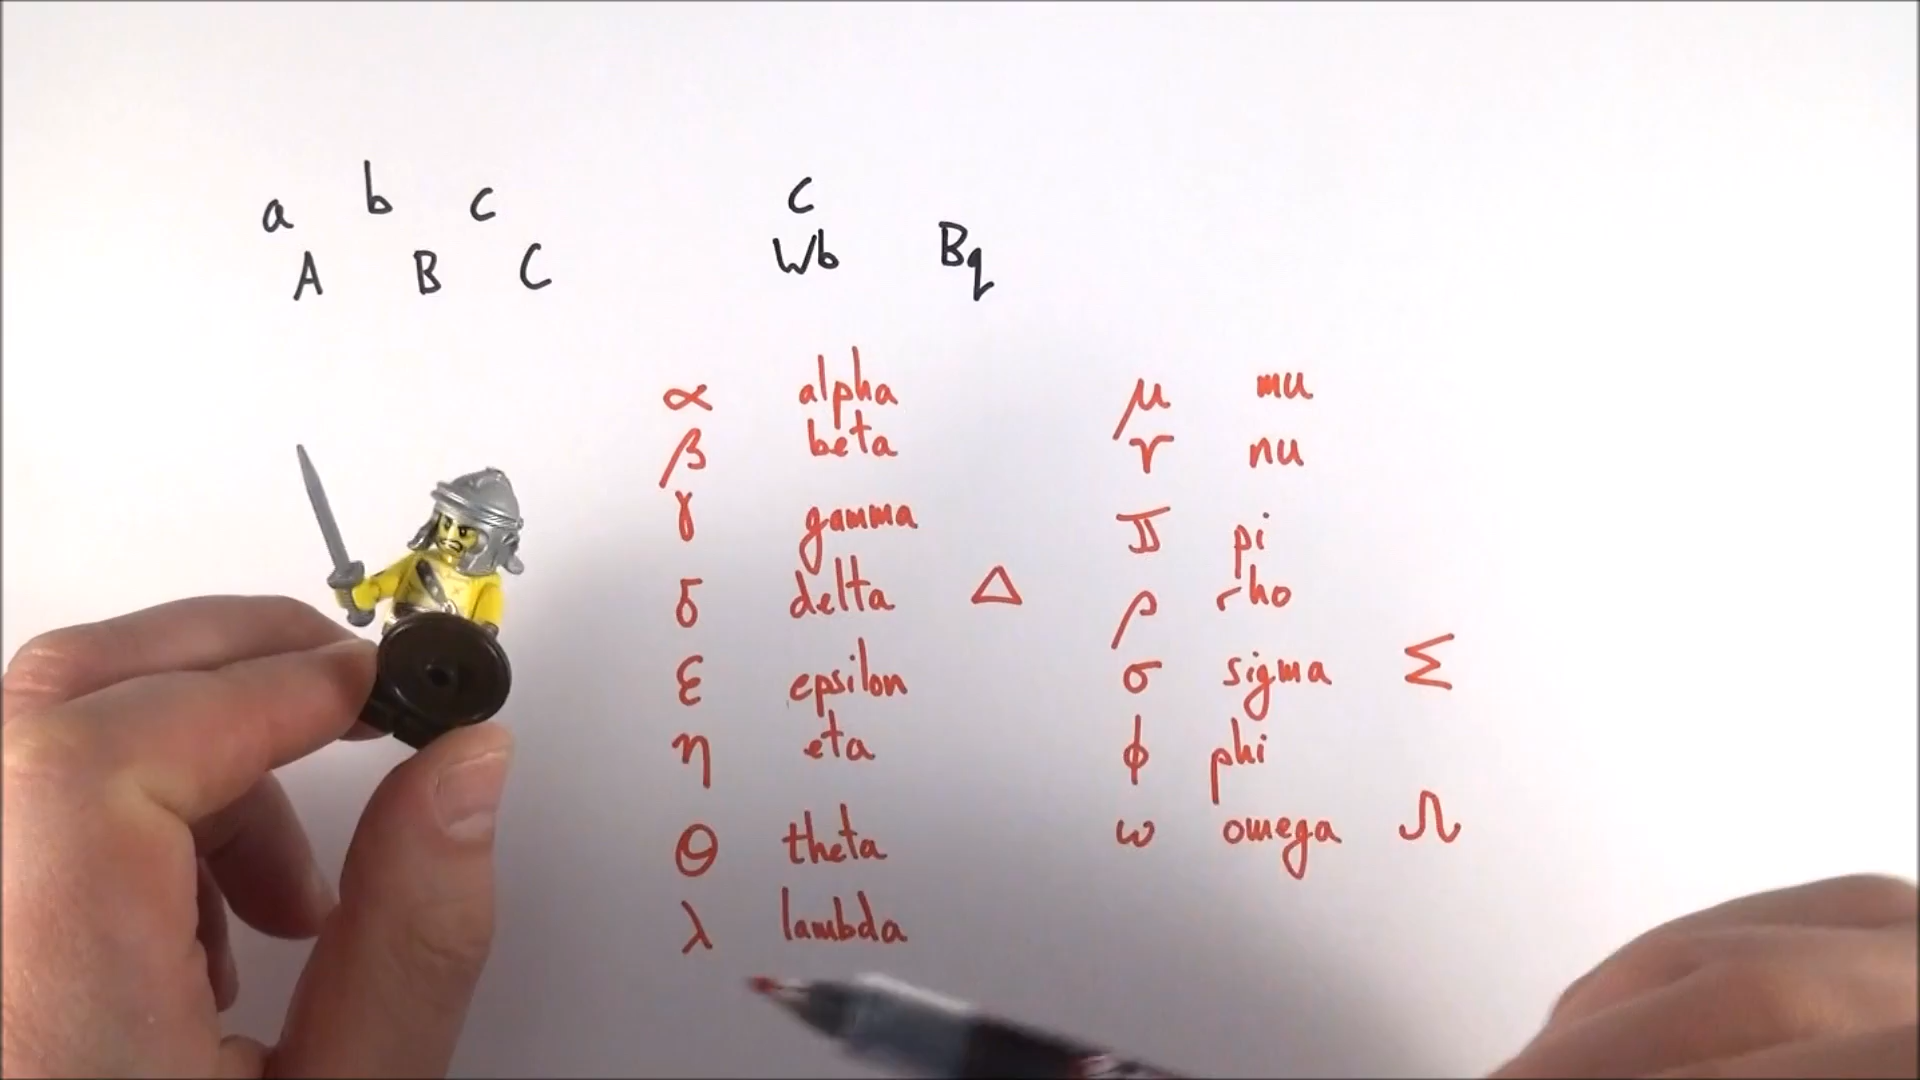 a b c
A B C
C
Wb Bq
α alpha
β beta
γ gamma
δ delta Δ
ε epsilon
η eta
θ theta
λ lambda
μ mu
ν nu
π pi
ρ rho
σ sigma Σ
ϕ phi
ω omega Ω